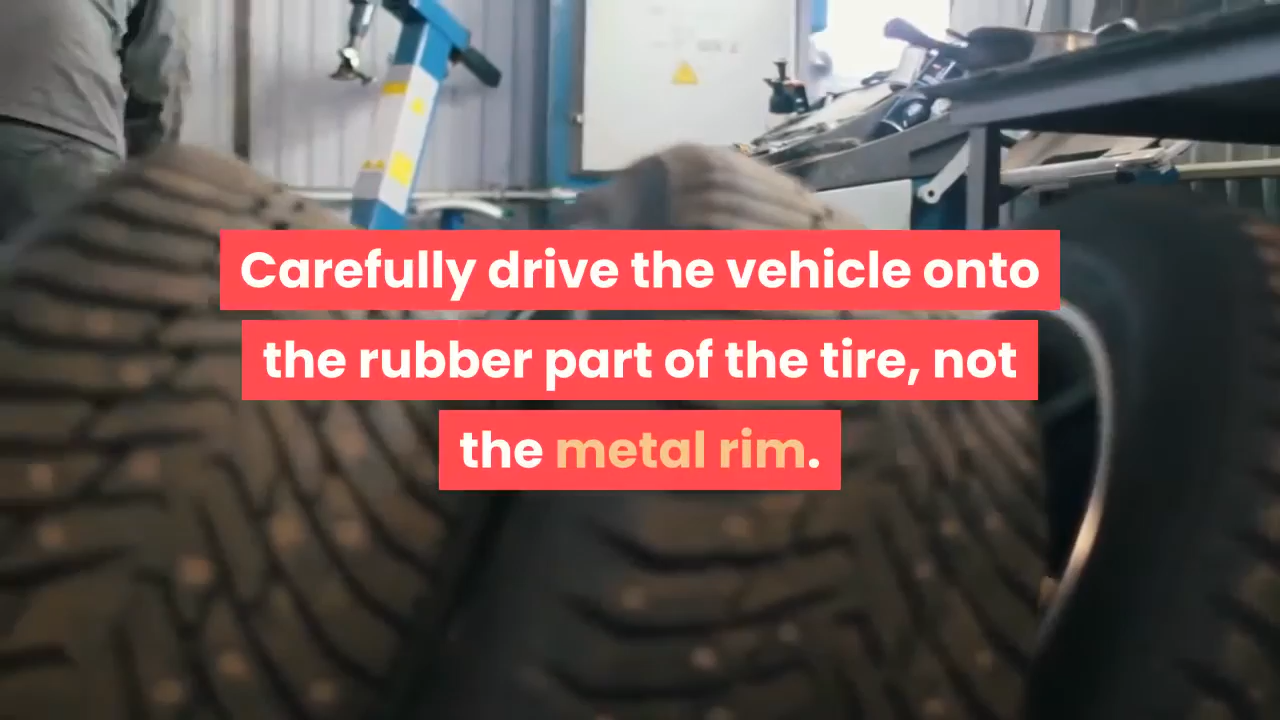 Carefully drive the vehicle onto
the rubber part of the tire, not
the metal rim.